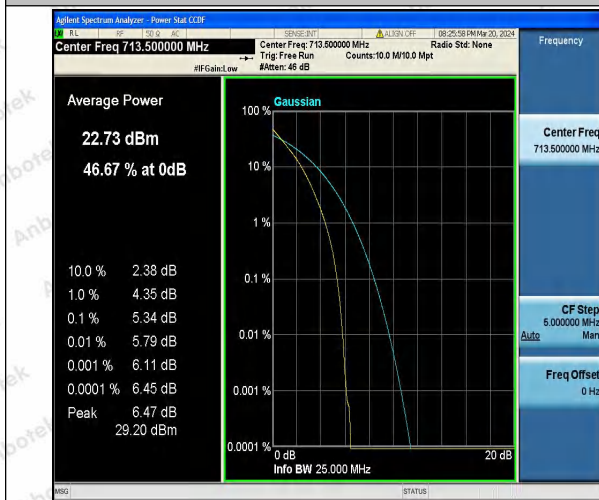 Agilent Spectrum Analyzer - Power Stat CCDF
RL RF 50 Ω AC SENSE:INT ALIGN OFF 08:25:58 PM Mar 20, 2024
Center Freq 713.500000 MHz
Center Freq: 713.500000 MHz Radio Std: None
Trig: Free Run Counts:10.0 M/10.0 Mpt
#IFGain:Low #Atten: 46 dB
Frequency
Average Power
22.73 dBm
46.67 % at 0dB
10.0 % 2.38 dB
1.0 % 4.35 dB
0.1 % 5.34 dB
0.01 % 5.79 dB
0.001 % 6.11 dB
0.0001 % 6.45 dB
Peak 6.47 dB
29.20 dBm
Gaussian
100 %
10 %
1 %
0.1 %
0.01 %
0.001 %
0.0001 %
0 dB 20 dB
Info BW 25.000 MHz
Center Freq
713.500000 MHz
CF Step
5.000000 MHz
Auto Man
Freq Offset
0 Hz
MSG STATUS